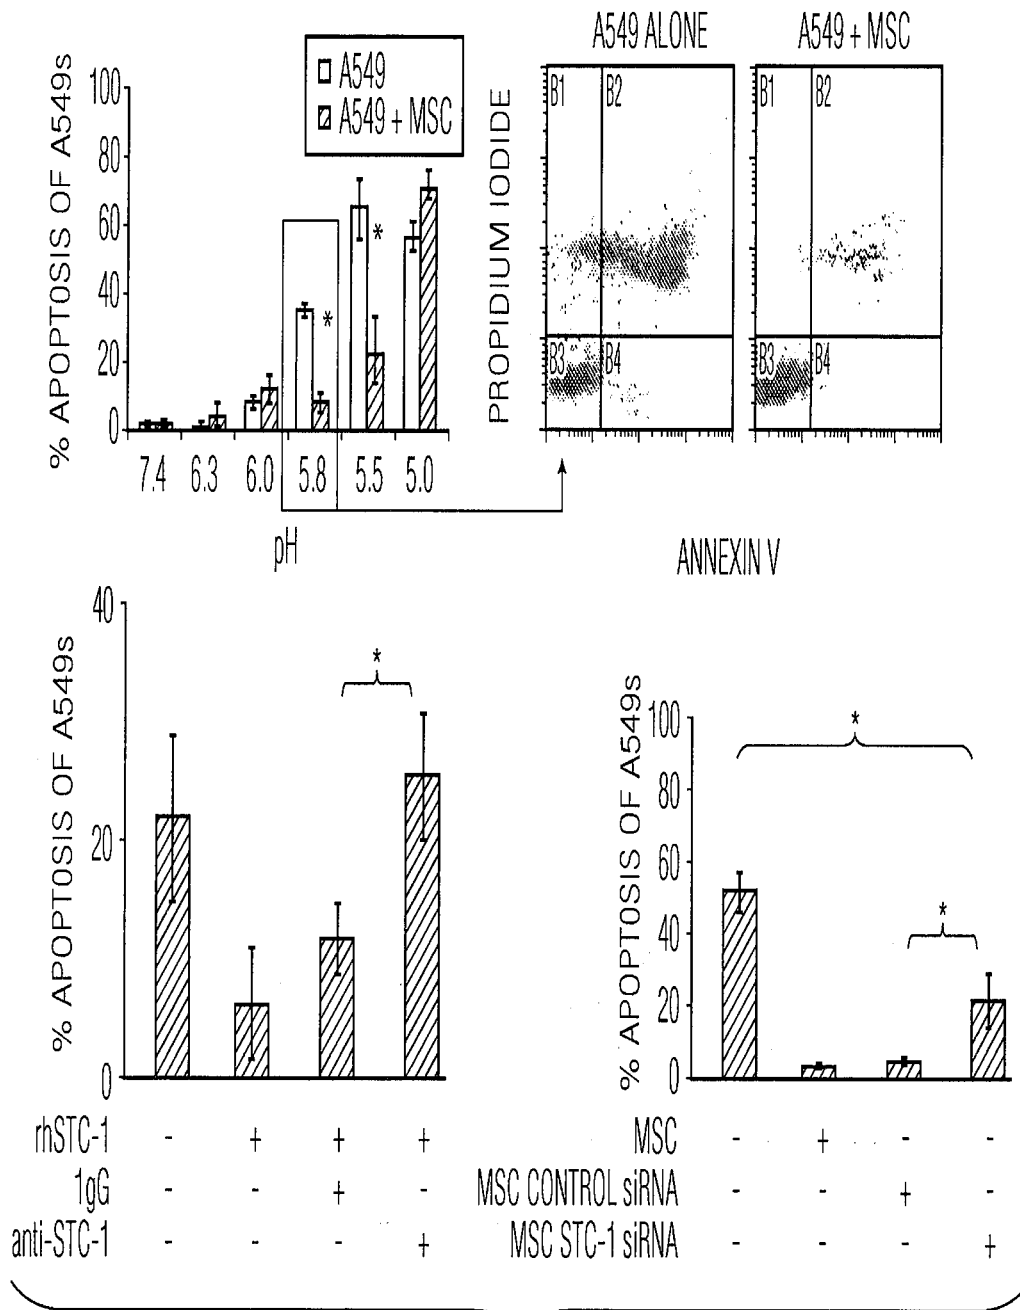 % APOPTOSIS OF A549s
100
80
60
40
20
0
A549
A549 + MSC
*
*
7.4 6.3 6.0 5.8 5.5 5.0
pH
A549 ALONE
A549 + MSC
PROPIDIUM IODIDE
B1 B2
B3 B4
B1 B2
B3 B4
ANNEXIN V
% APOPTOSIS OF A549s
40
20
0
*
rhSTC-1 - + + +
1gG - - + -
anti-STC-1 - - - +
% APOPTOSIS OF A549s
100
80
60
40
20
0
*
*
MSC - + - -
MSC CONTROL siRNA - - + -
MSC STC-1 siRNA - - - +